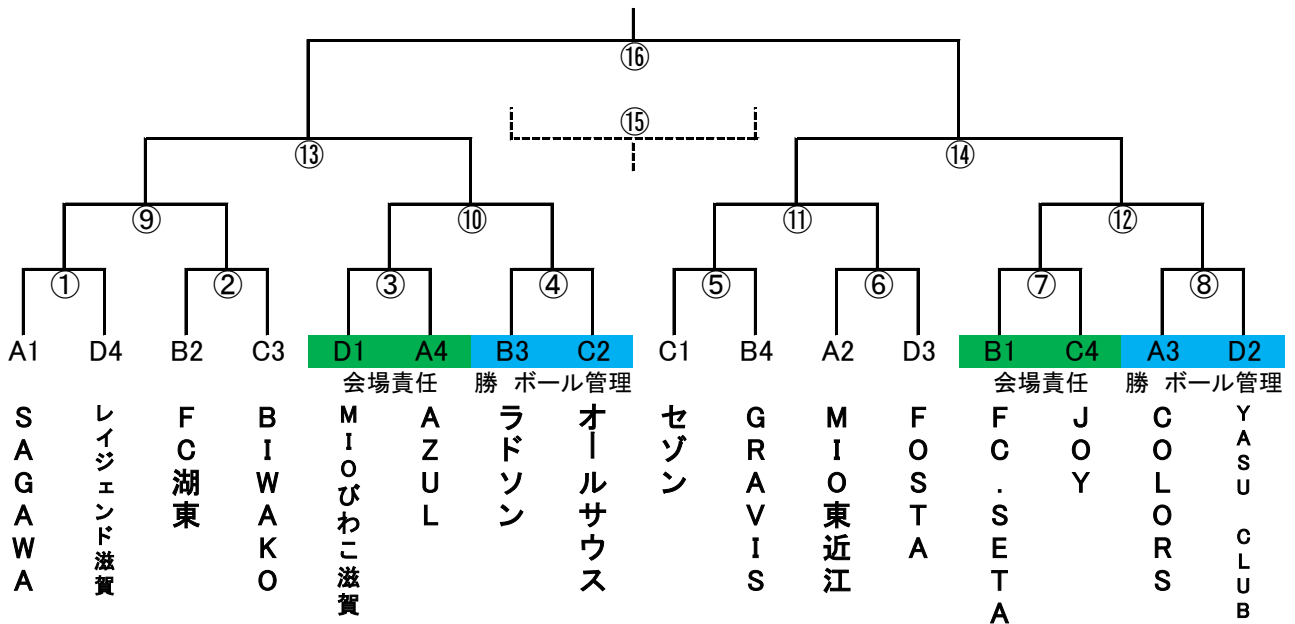 ⑯
⑮
⑬ ⑭
⑨ ⑩ ⑪ ⑫
① ② ③ ④ ⑤ ⑥ ⑦ ⑧
A1 D4 B2 C3 D1 A4 B3 C2 C1 B4 A2 D3 B1 C4 A3 D2
会場責任 勝 ボール管理 会場責任 勝 ボール管理
SAGAWA
レイジェンド滋賀
FC湖東
BIWAKO
MIOびわこ滋賀
AZUL
ラドソン
オールサウス
セゾン
GRAVIS
MIO東近江
FOSTA
FC.SETA
JOY
COLORS
YASU CLUB